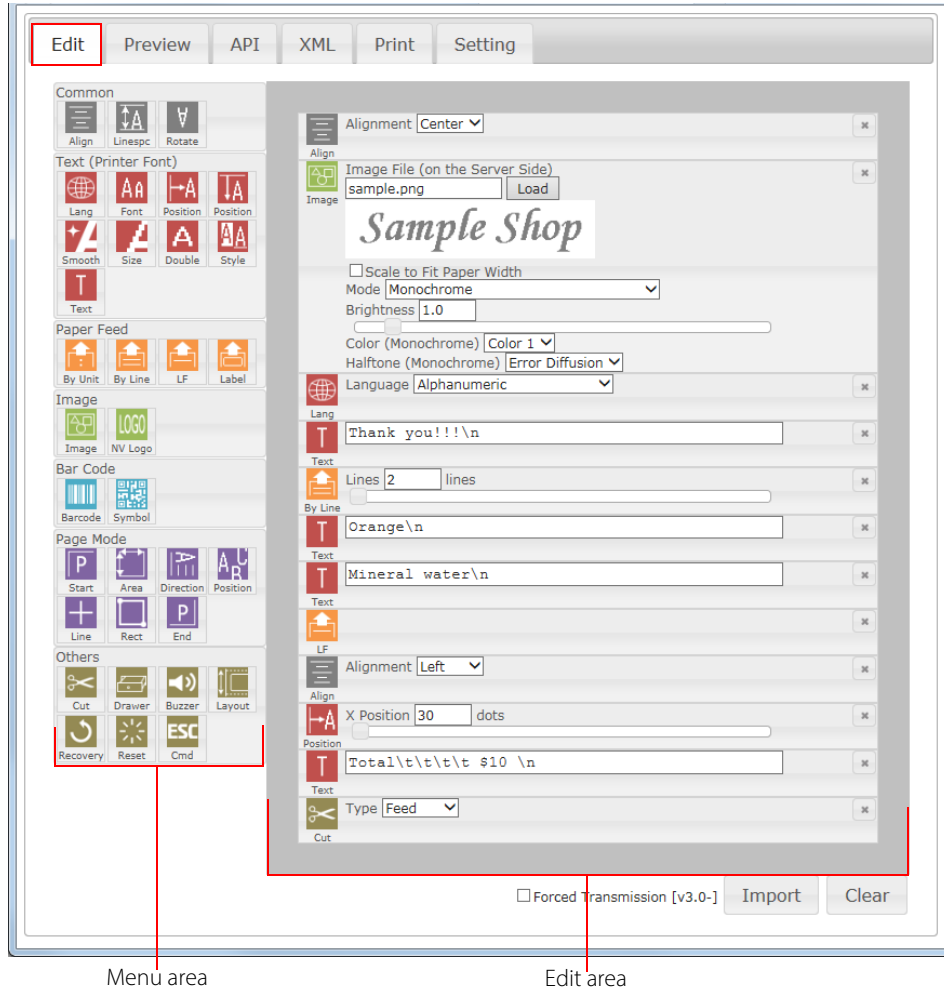 Edit Preview API XML Print Setting
Common
Align Linespc Rotate
Text (Printer Font)
Lang Font Position Position
Smooth Size Double Style
Text
Paper Feed
By Unit By Line LF Label
Image
LOGO
Image NV Logo
Bar Code
Barcode Symbol
Page Mode
Start Area Direction Position
Line Rect End
Others
Cut Drawer Buzzer Layout
ESC
Recovery Reset Cmd
Alignment Center
Align
Image File (on the Server Side)
sample.png Load
Image
Sample Shop
Scale to Fit Paper Width
Mode Monochrome
Brightness 1.0
Color (Monochrome) Color 1
Halftone (Monochrome) Error Diffusion
Language Alphanumeric
Lang
Thank you!!!\n
Text
Lines 2 lines
By Line
Orange\n
Text
Mineral water\n
Text
LF
Alignment Left
Align
X Position 30 dots
Position
Total\t\t\t\t $10 \n
Text
Type Feed
Cut
Forced Transmission [v3.0-] Import Clear
Menu area Edit area